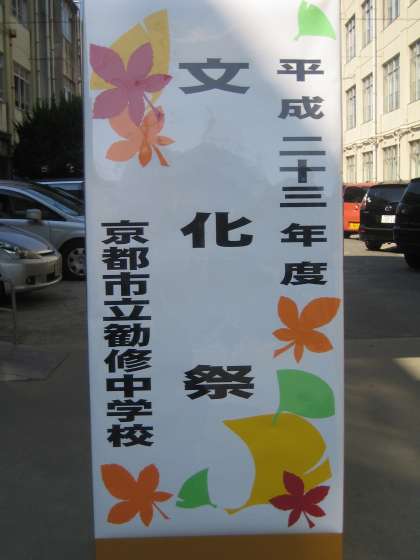 平成二十三年度
文化祭
京都市立勧修中学校